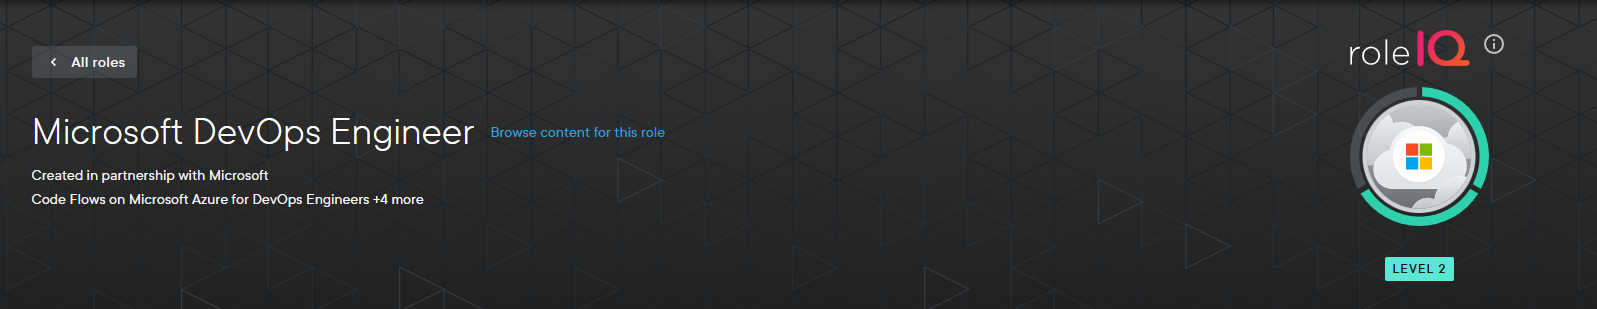 All roles
role IQ
Microsoft DevOps Engineer Browse content for this role
Created in partnership with Microsoft
Code Flows on Microsoft Azure for DevOps Engineers +4 more
LEVEL 2